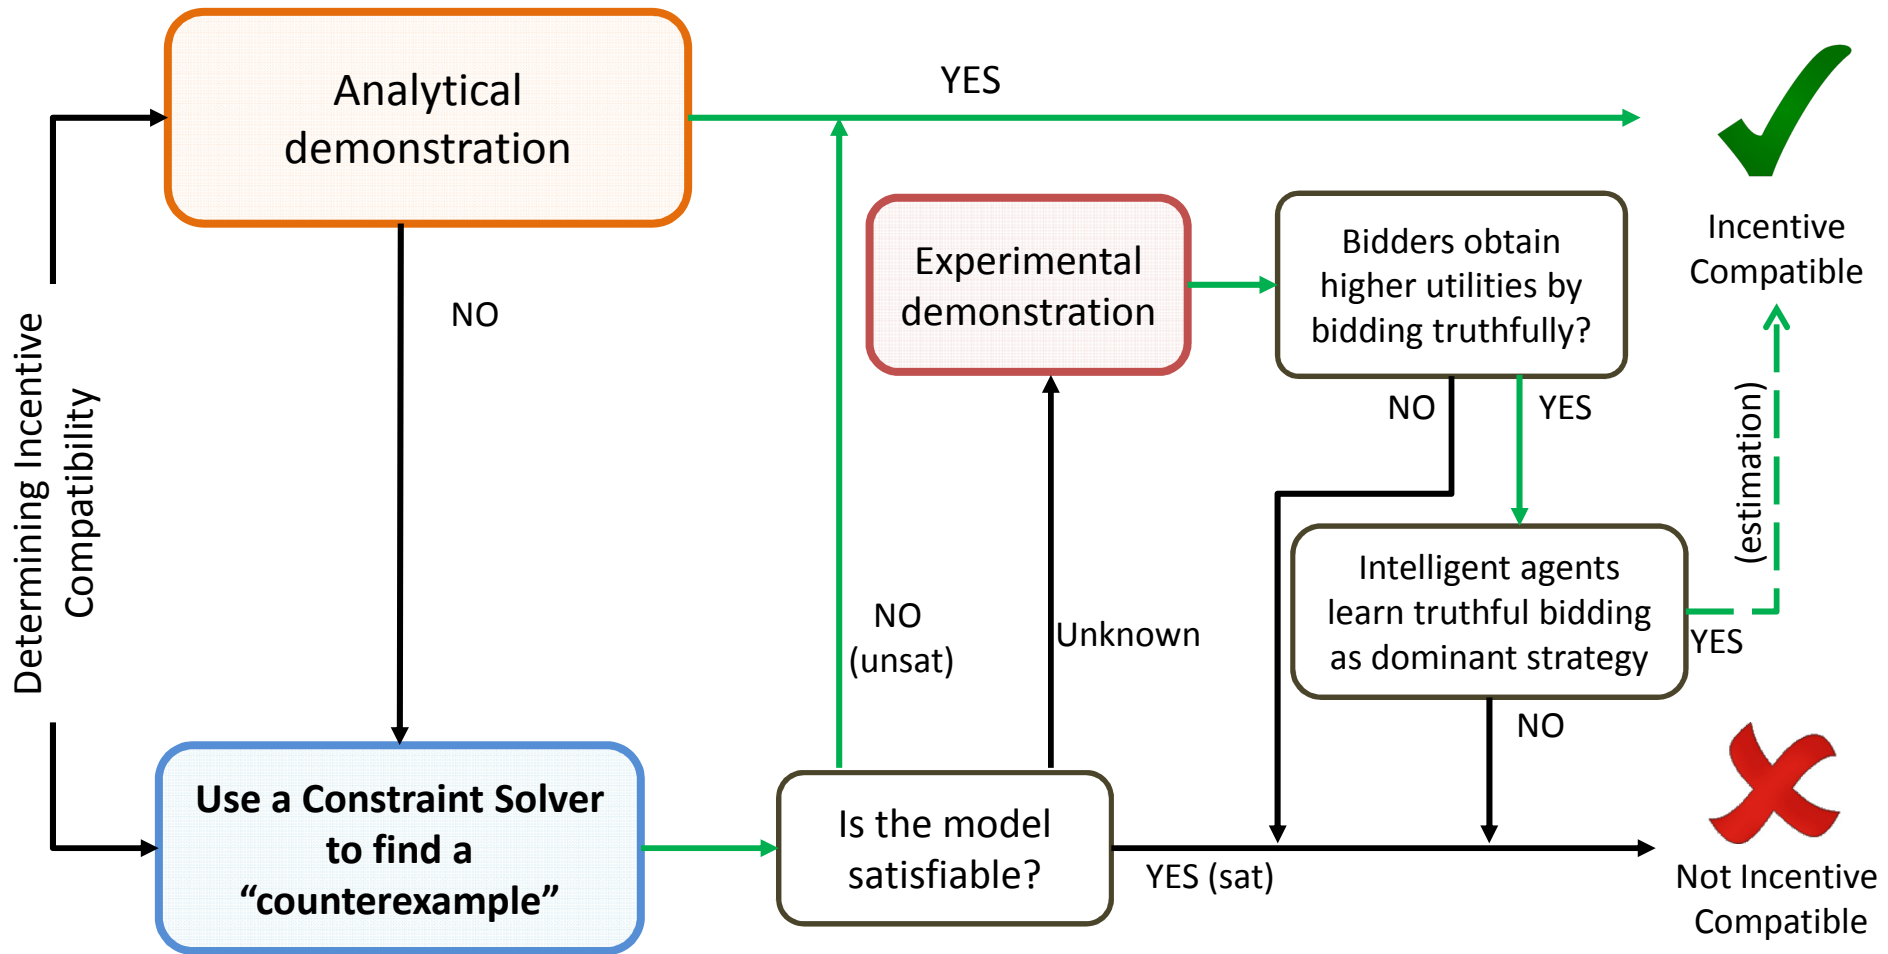 Determining Incentive
Compatibility
Analytical
demonstration
YES
NO
Experimental
demonstration
Bidders obtain
higher utilities by
bidding truthfully?
Incentive
Compatible
NO
YES
(estimation)
Intelligent agents
learn truthful bidding
as dominant strategy
YES
NO
NO
(unsat)
Unknown
Use a Constraint Solver
to find a
“counterexample”
Is the model
satisfiable?
YES (sat)
Not Incentive
Compatible